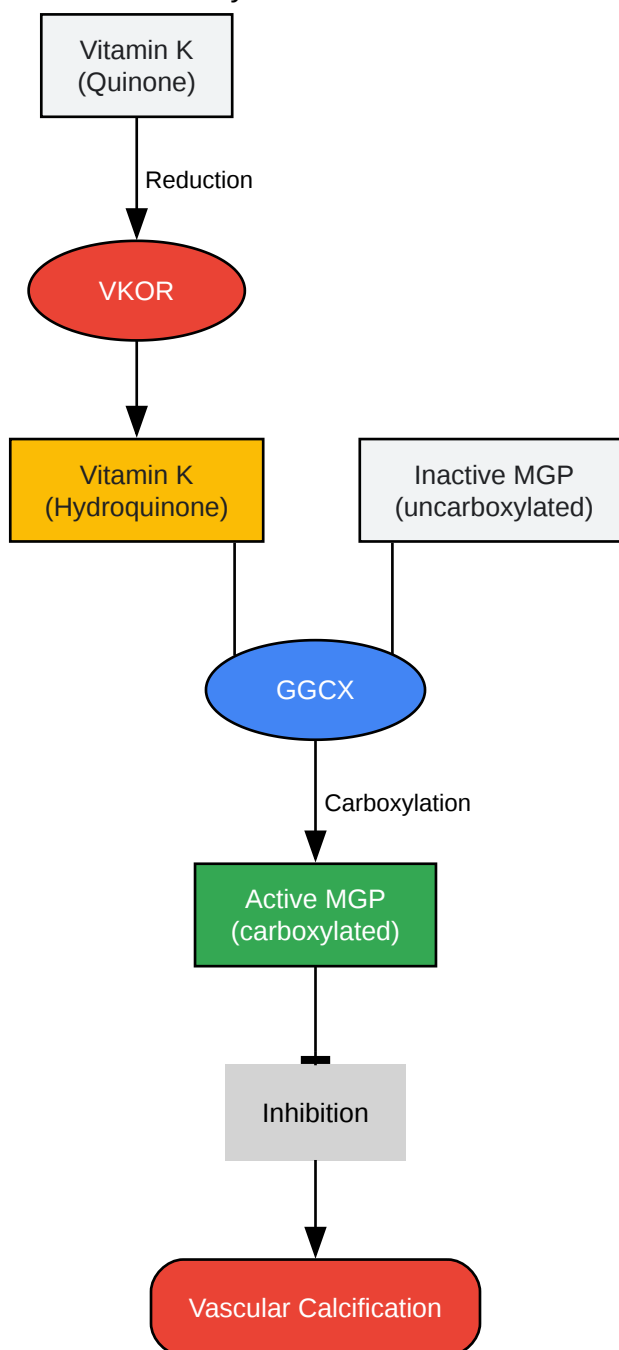 Vitamin K
(Quinone)
Reduction
VKOR
Vitamin K
(Hydroquinone)
Inactive MGP
(uncarboxylated)
GGCX
Carboxylation
Active MGP
(carboxylated)
Inhibition
Vascular Calcification